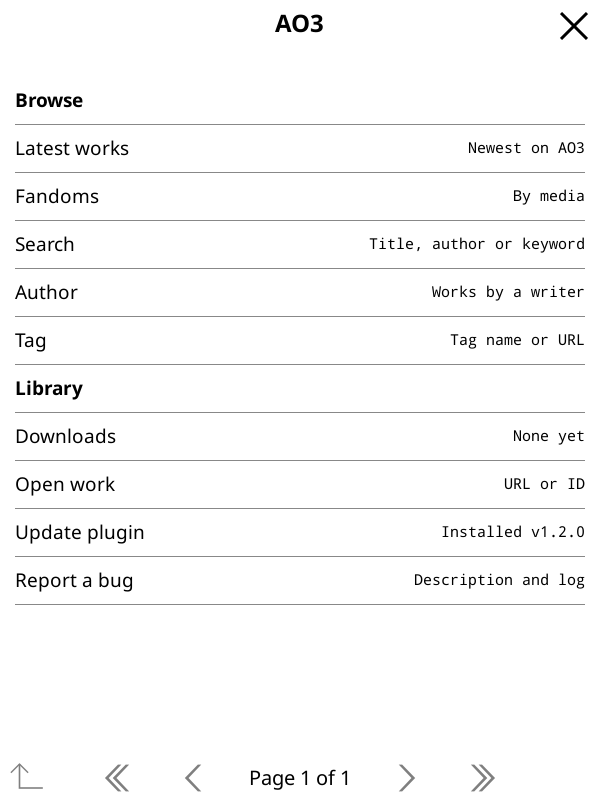 AO3
Browse
Latest works Newest on AO3
Fandoms By media
Search Title, author or keyword
Author Works by a writer
Tag Tag name or URL
Library
Downloads None yet
Open work URL or ID
Update plugin Installed v1.2.0
Report a bug Description and log
Page 1 of 1